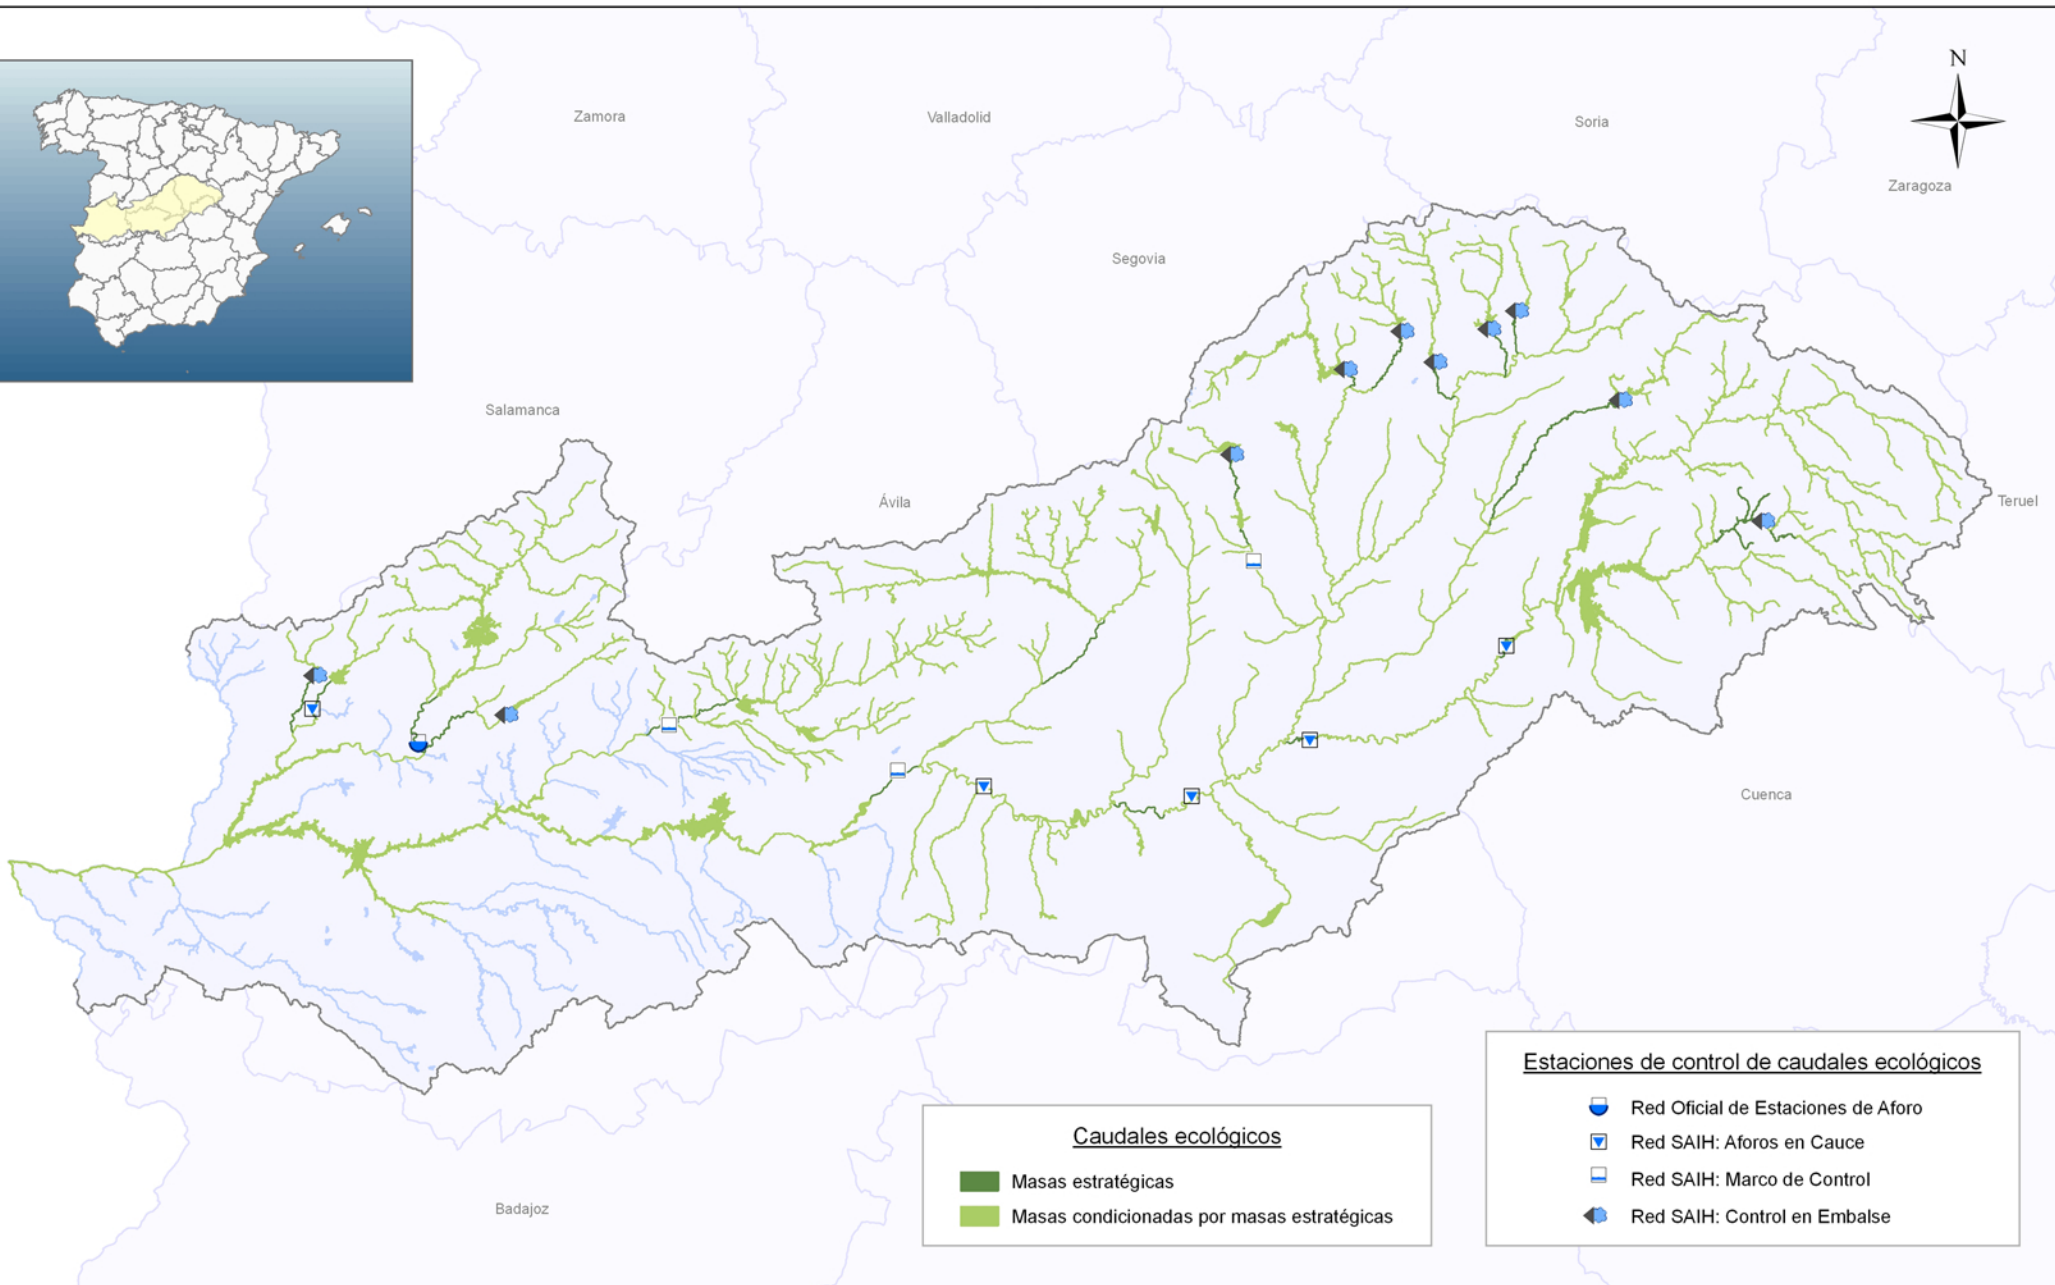 N
Zamora
Valladolid
Soria
Zaragoza
Segovia
Salamanca
Ávila
Teruel
Cuenca
Badajoz
Caudales ecológicos
Masas estratégicas
Masas condicionadas por masas estratégicas
Estaciones de control de caudales ecológicos
Red Oficial de Estaciones de Aforo
Red SAIH: Aforos en Cauce
Red SAIH: Marco de Control
Red SAIH: Control en Embalse